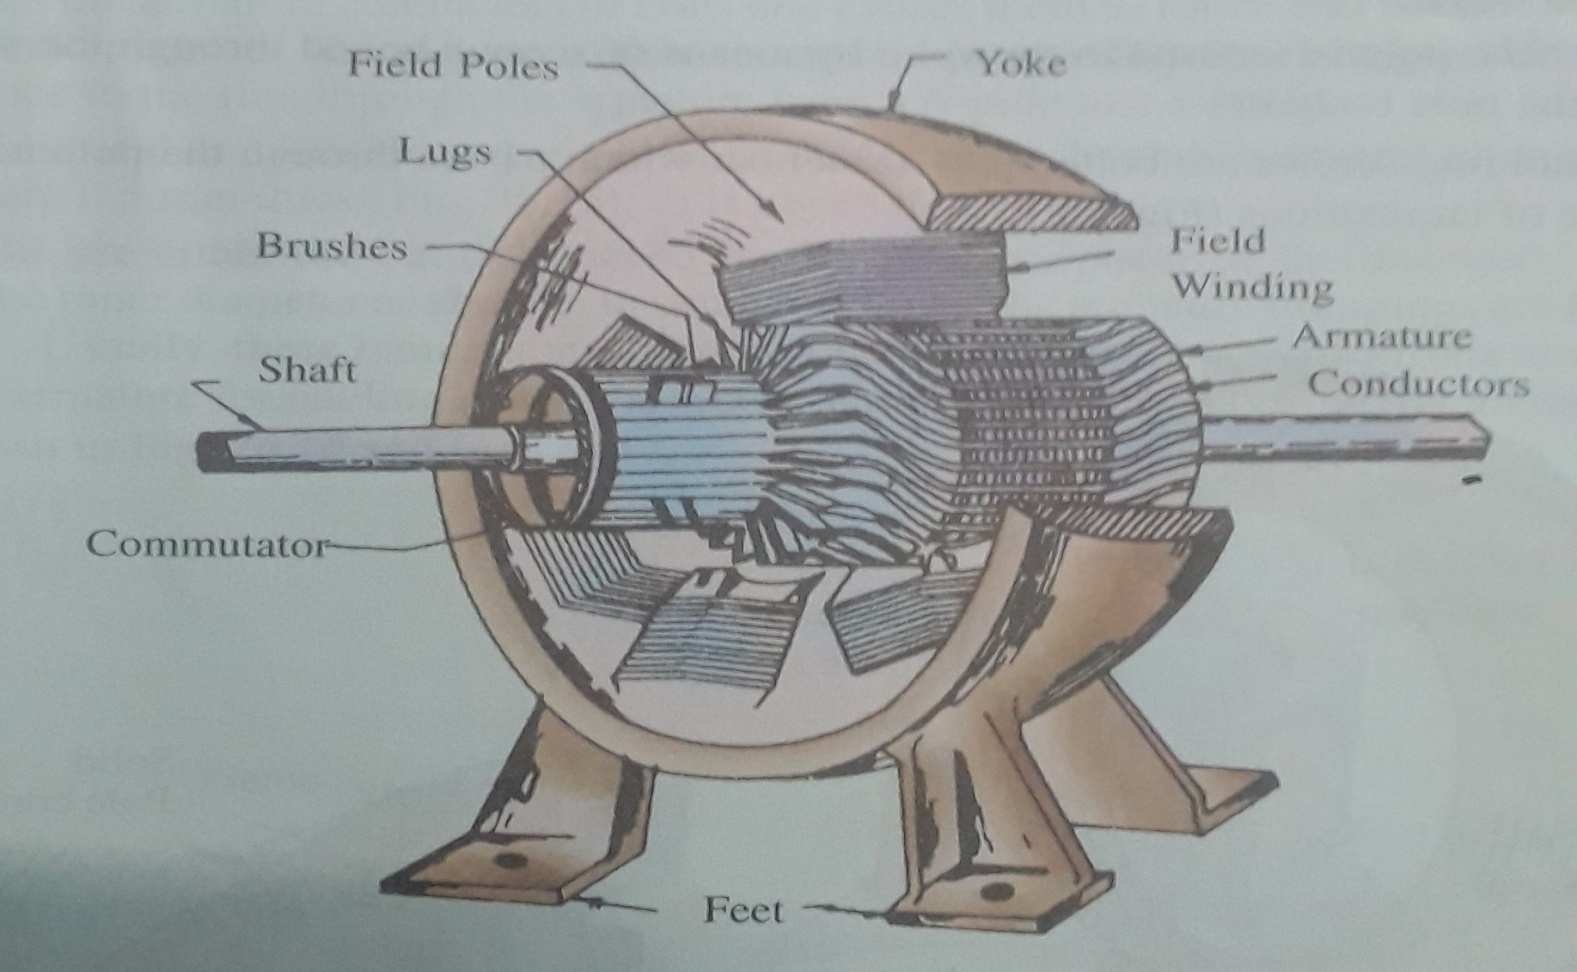 Field Poles
Yoke
Lugs
Brushes
Field
Winding
Armature
Conductors
Shaft
Commutator
Feet